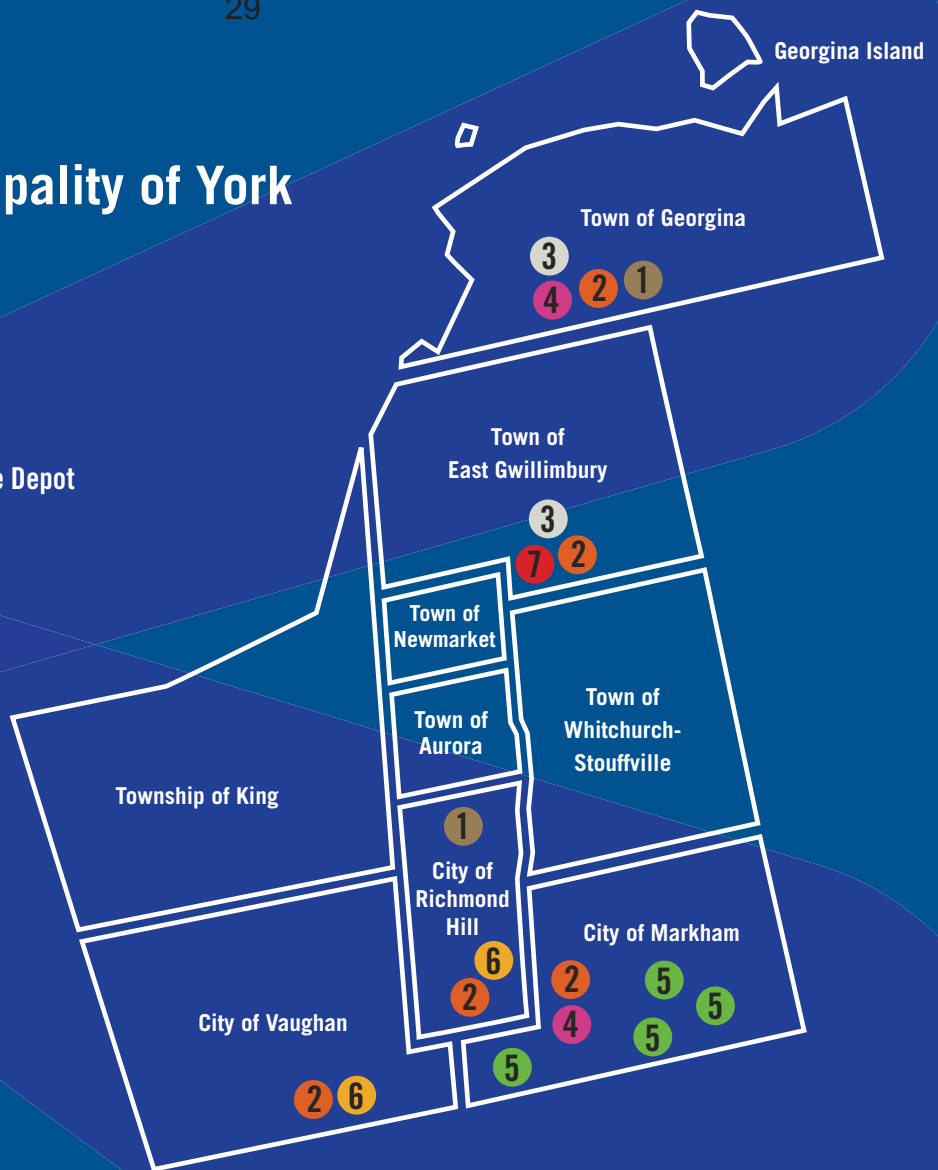 29
Georgina Island
pality of York
Town of Georgina
3
4
2
1
e Depot
Town of
East Gwillimbury
3
7
2
Town of
Newmarket
Town of
Whitchurch-
Stouffville
Town of
Aurora
Township of King
1
City of
Richmond
Hill
6
2
City of Markham
2
5
5
4
5
5
City of Vaughan
2
6